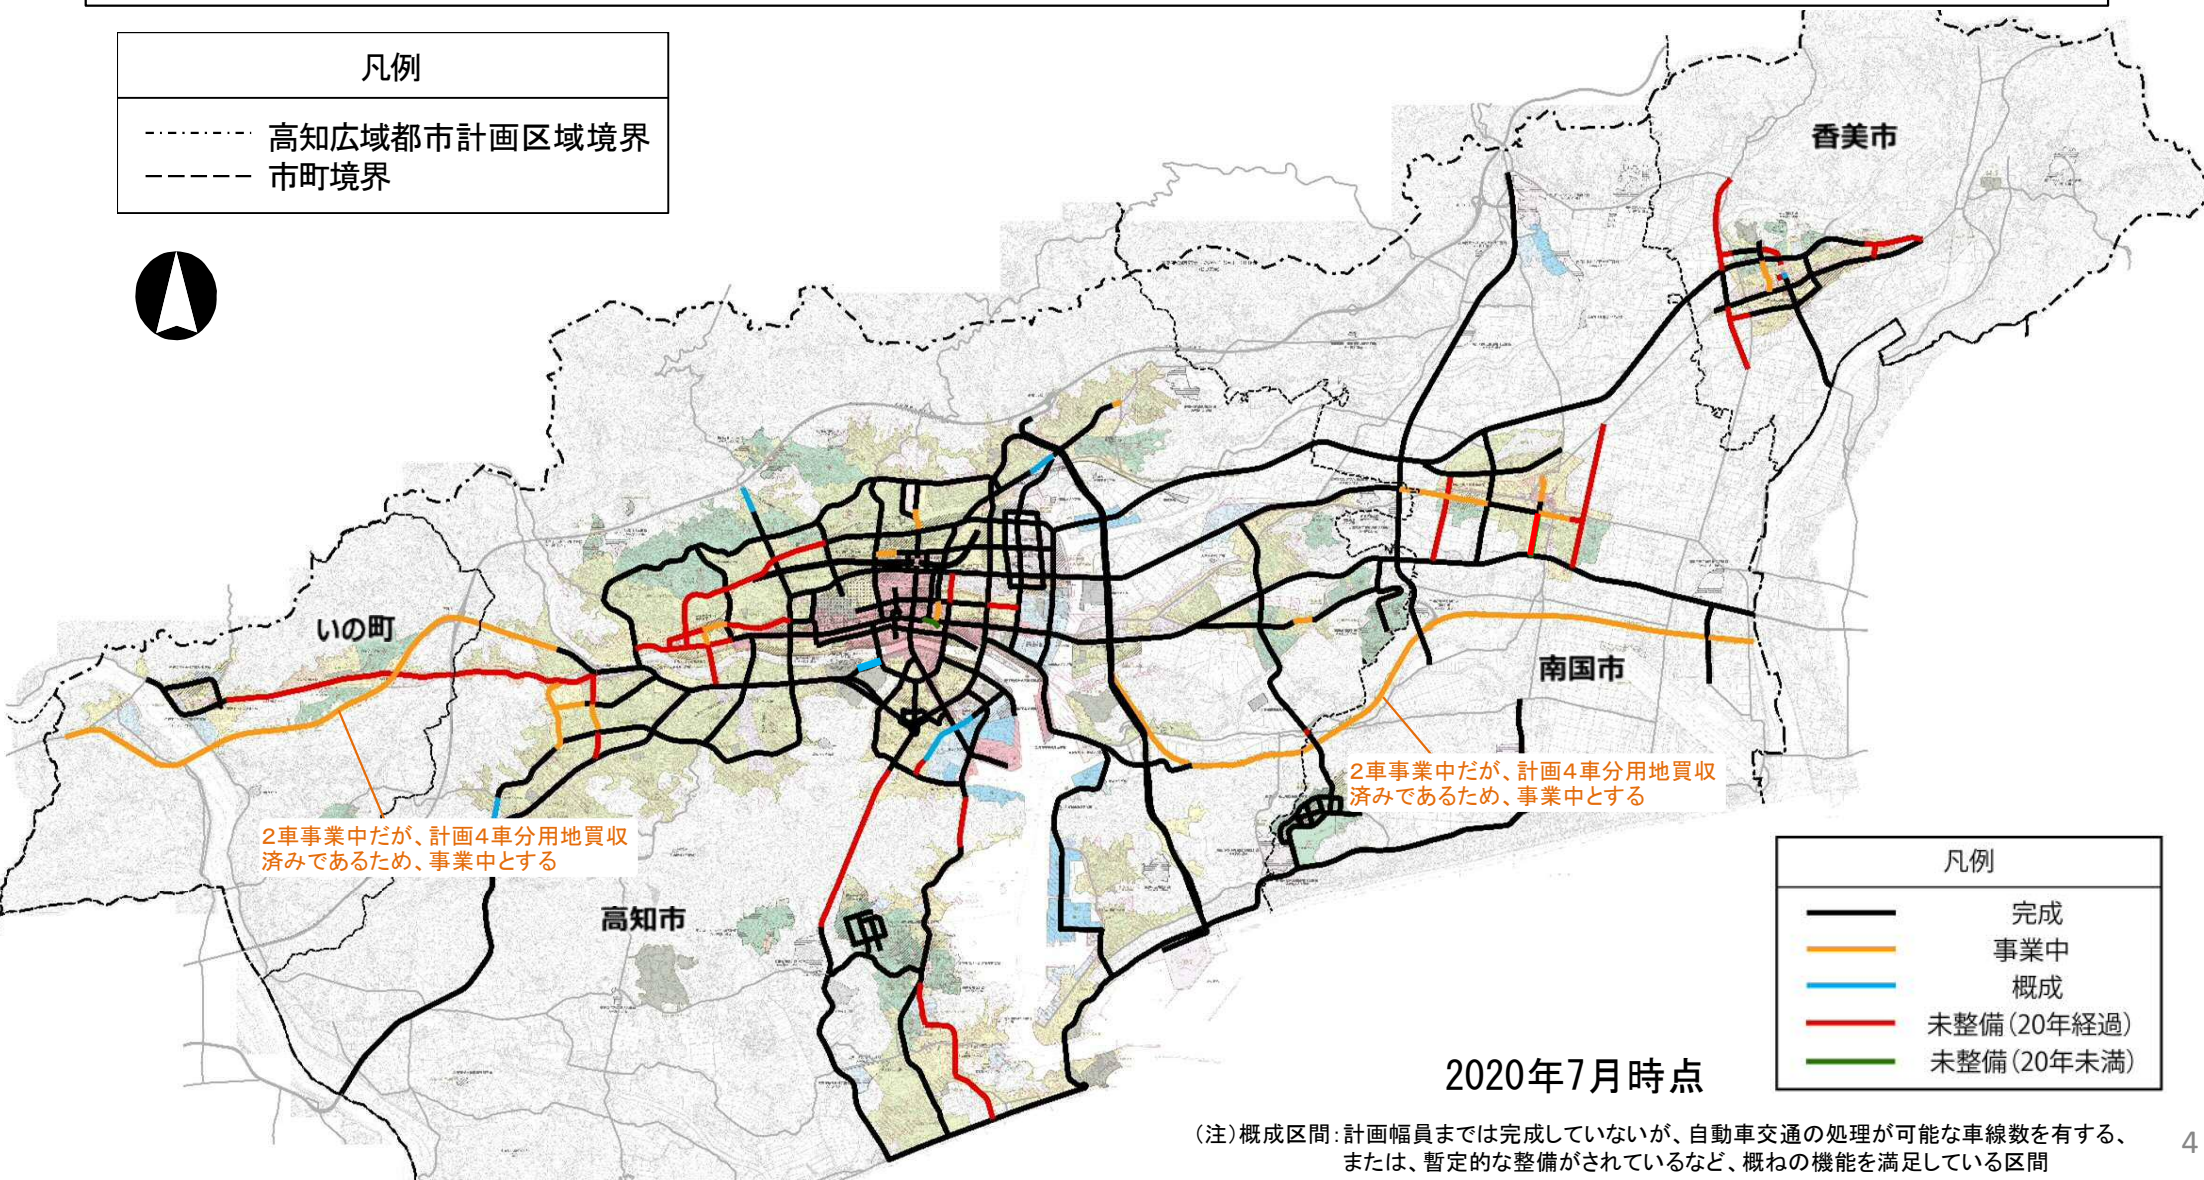 凡例
高知広域都市計画区域境界
市町境界
香美市
いの町
南国市
2車事業中だが、計画4車分用地買収
済みであるため、事業中とする
2車事業中だが、計画4車分用地買収
済みであるため、事業中とする
高知市
凡例
完成
事業中
概成
未整備(20年経過)
未整備(20年未満)
2020年7月時点
(注)概成区間:計画幅員までは完成していないが、自動車交通の処理が可能な車線数を有する、
または、暫定的な整備がされているなど、概ねの機能を満足している区間
4